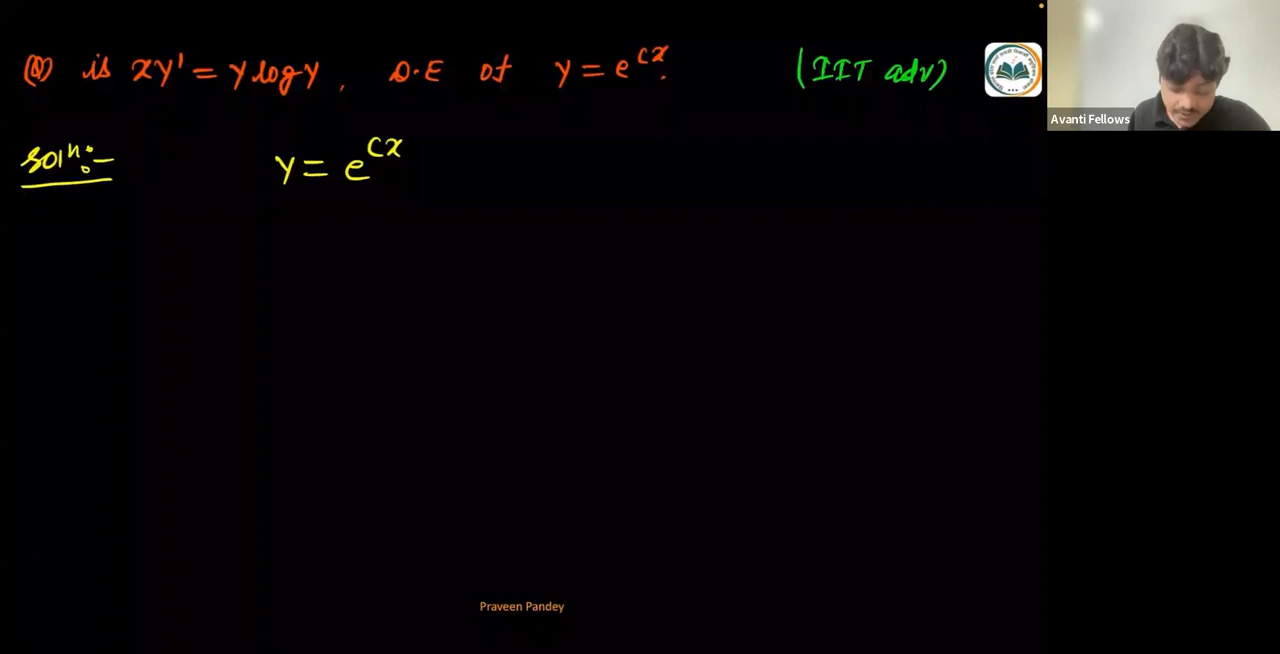 (Q) is xy' = y log y, D.E of y = e^{cx}. (IIT adv)
Avanti Fellows
Soln:-
y = e^{cx}
Praveen Pandey